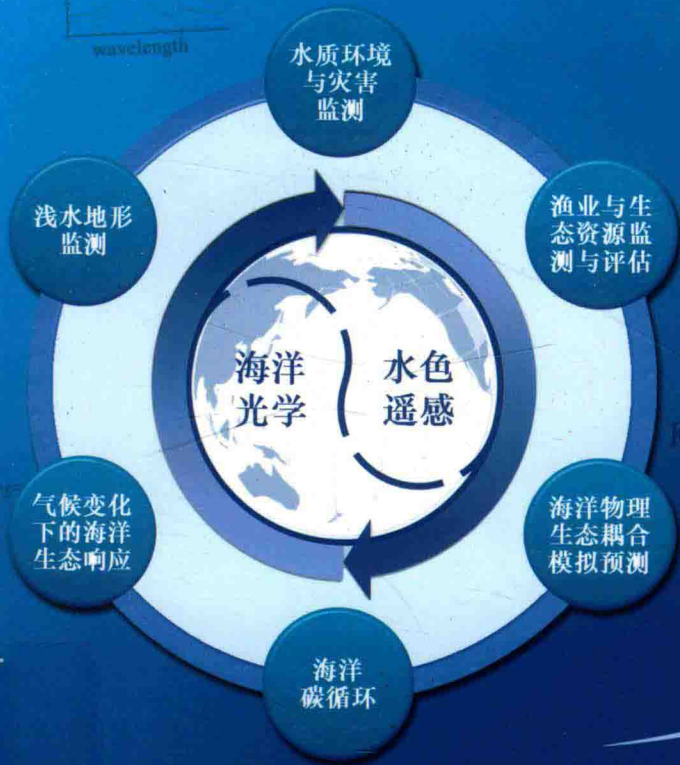 wavelength
水质环境
与灾害
监测
浅水地形
监测
渔业与生
态资源监
测与评估
海洋
光学
水色
遥感
气候变化
下的海洋
生态响应
海洋物理
生态耦合
模拟预测
海洋
碳循环